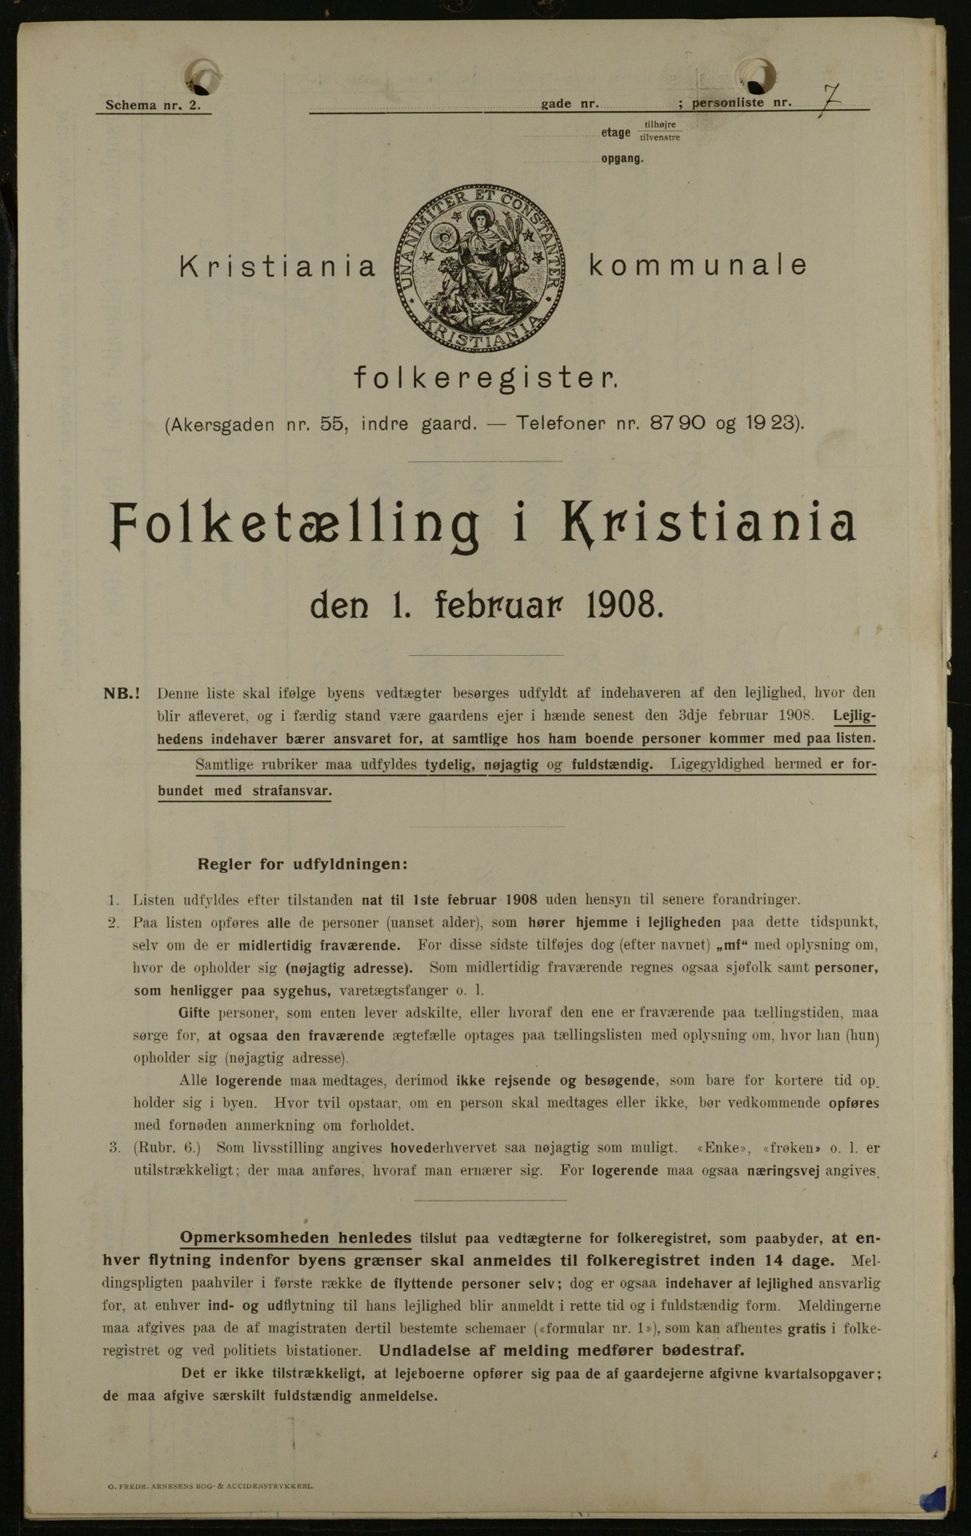 Schema nr. 2.
gade nr. ; personliste nr. 7
etage tilhøjre
tilvenstre
opgang.
UNANIMITER ET CONSTANTER
KRISTIANIA
Kristiania kommunale
folkeregister.
(Akersgaden nr. 55, indre gaard. — Telefoner nr. 87 90 og 19 23).
Folketælling i Kristiania
den 1. februar 1908.
NB.! Denne liste skal ifølge byens vedtægter besørges udfyldt af indehaveren af den lejlighed, hvor den
blir afleveret, og i færdig stand være gaardens ejer i hænde senest den 3dje februar 1908. Lejlig-
hedens indehaver bærer ansvaret for, at samtlige hos ham boende personer kommer med paa listen.
Samtlige rubriker maa udfyldes tydelig, nøjagtig og fuldstændig. Ligegyldighed hermed er for-
bundet med strafansvar.
Regler for udfyldningen:
1. Listen udfyldes efter tilstanden nat til 1ste februar 1908 uden hensyn til senere forandringer.
2. Paa listen opføres alle de personer (uanset alder), som hører hjemme i lejligheden paa dette tidspunkt,
selv om de er midlertidig fraværende. For disse sidste tilføjes dog (efter navnet) „mf“ med oplysning om,
hvor de opholder sig (nøjagtig adresse). Som midlertidig fraværende regnes ogsaa sjøfolk samt personer,
som henligger paa sygehus, varetægtsfanger o. l.
Gifte personer, som enten lever adskilte, eller hvoraf den ene er fraværende paa tællingstiden, maa
sørge for, at ogsaa den fraværende ægtefælle optages paa tællingslisten med oplysning om, hvor han (hun)
opholder sig (nøjagtig adresse).
Alle logerende maa medtages, derimod ikke rejsende og besøgende, som bare for kortere tid op-
holder sig i byen. Hvor tvil opstaar, om en person skal medtages eller ikke, bør vedkommende opføres
med fornøden anmerkning om forholdet.
3. (Rubr. 6.) Som livsstilling angives hovederhvervet saa nøjagtig som muligt. «Enke», «frøken» o. l. er
utilstrækkeligt; der maa anføres, hvoraf man ernærer sig. For logerende maa ogsaa næringsvej angives.
Opmerksomheden henledes tilslut paa vedtægterne for folkeregistret, som paabyder, at en-
hver flytning indenfor byens grænser skal anmeldes til folkeregistret inden 14 dage. Mel-
dingspligten paahviler i første række de flyttende personer selv; dog er ogsaa indehaver af lejlighed ansvarlig
for, at enhver ind- og udflytning til hans lejlighed blir anmeldt i rette tid og i fuldstændig form. Meldingerne
maa afgives paa de af magistraten dertil bestemte schemaer («formular nr. 1»), som kan afhentes gratis i folke-
registret og ved politiets bistationer. Undladelse af melding medfører bødestraf.
Det er ikke tilstrækkeligt, at lejeboerne opfører sig paa de af gaardejerne afgivne kvartalsopgaver;
de maa afgive særskilt fuldstændig anmeldelse.
O. FREDR. ARNESENS BOG- & ACCIDENSTRYKKERI.